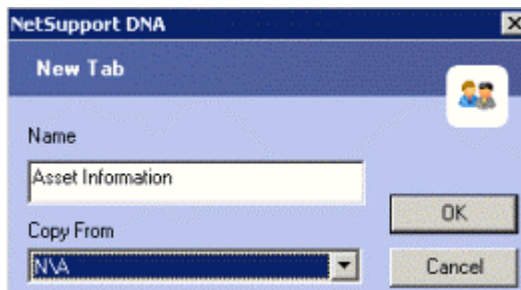 NetSupport DNA
New Tab
Name
Asset Information
OK
Copy From
N\A
Cancel